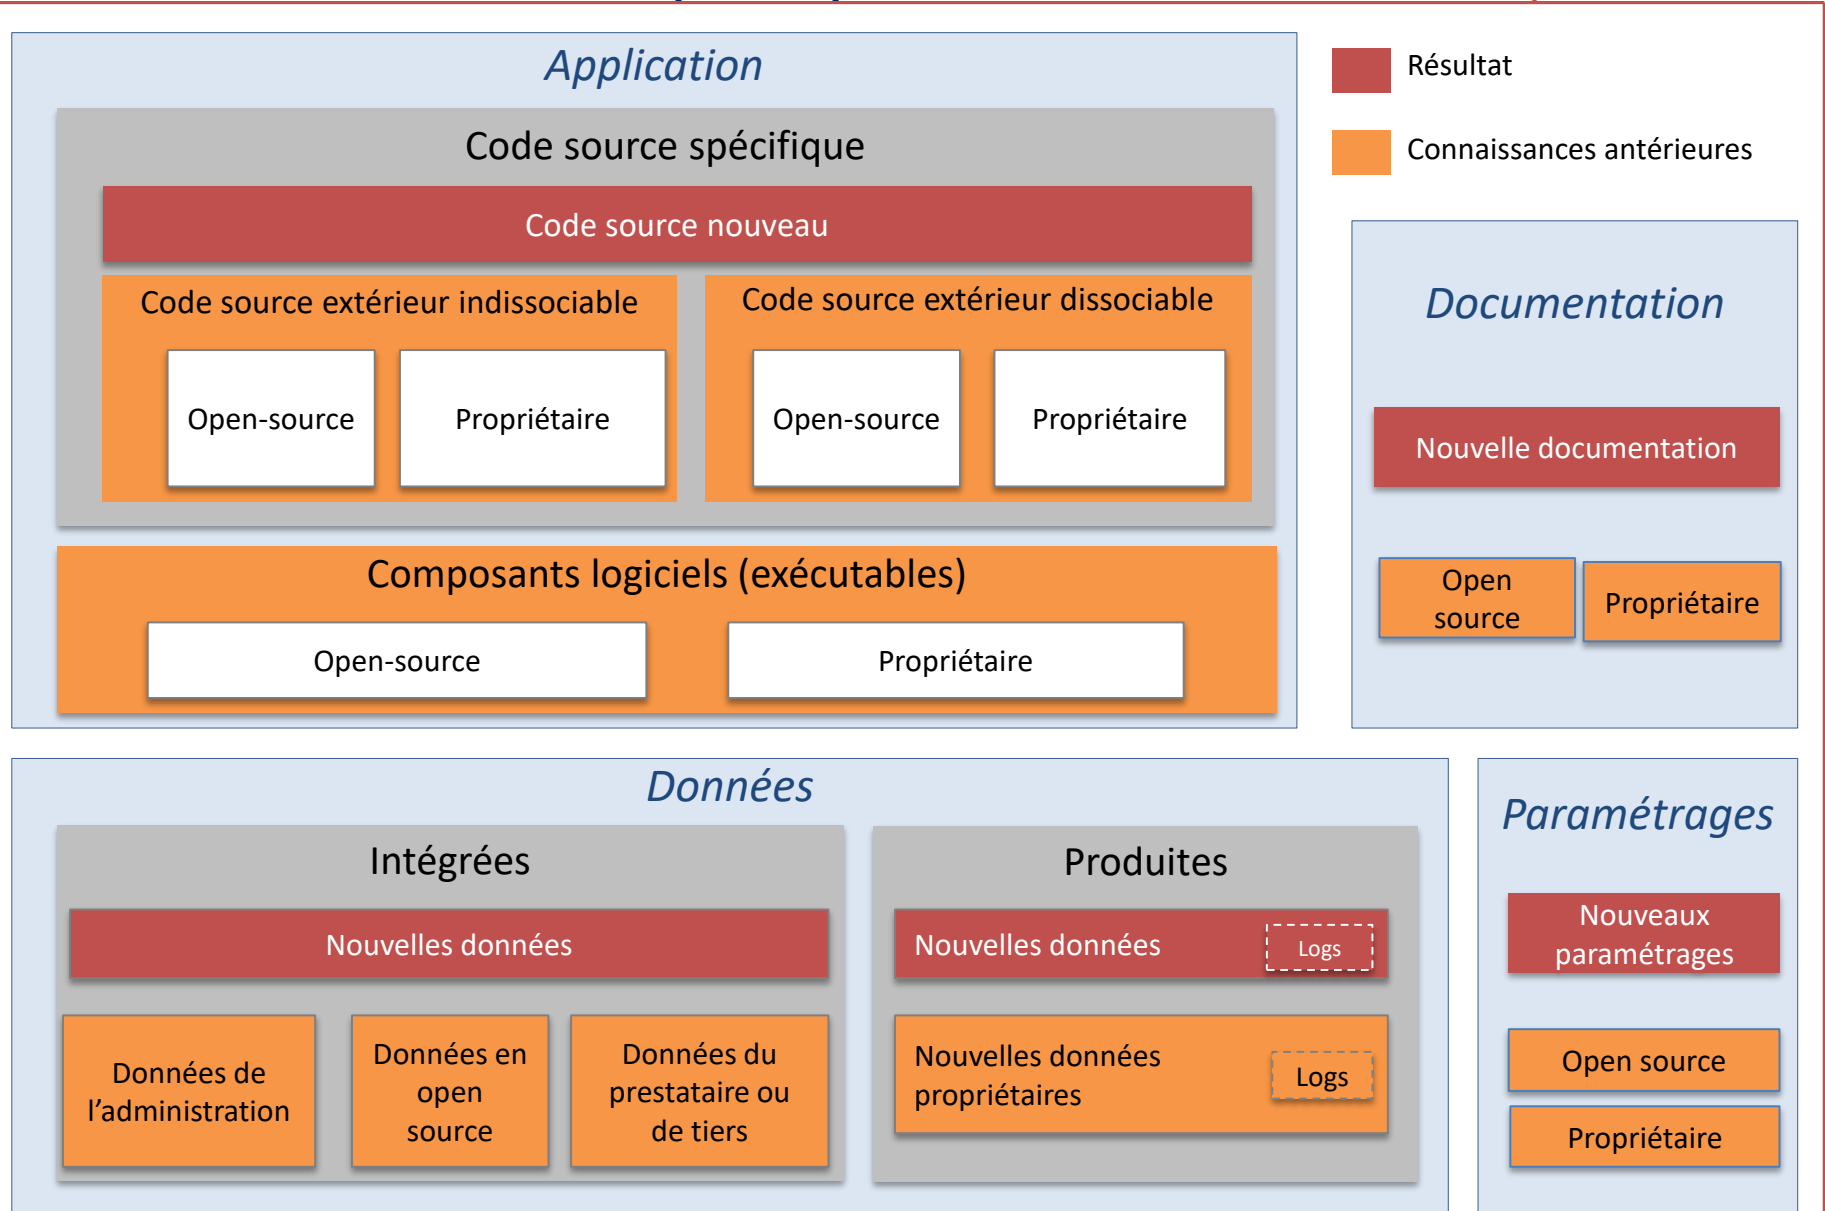 Application
Résultat
Connaissances antérieures
Code source spécifique
Code source nouveau
Code source extérieur indissociable
Open-source
Propriétaire
Code source extérieur dissociable
Open-source
Propriétaire
Composants logiciels (exécutables)
Open-source
Propriétaire
Documentation
Nouvelle documentation
Open
source
Propriétaire
Données
Intégrées
Nouvelles données
Données de
l’administration
Données en
open
source
Données du
prestataire ou
de tiers
Produites
Nouvelles données
Logs
Nouvelles données
propriétaires
Logs
Paramétrages
Nouveaux
paramétrages
Open source
Propriétaire